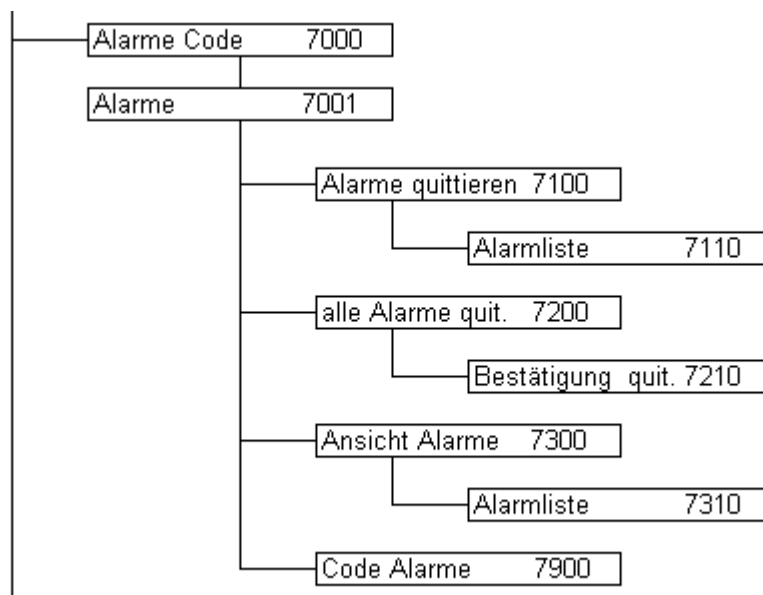 Alarme Code 7000
Alarme 7001
Alarme quittieren 7100
Alarmliste 7110
alle Alarme quit. 7200
Bestätigung quit. 7210
Ansicht Alarme 7300
Alarmliste 7310
Code Alarme 7900